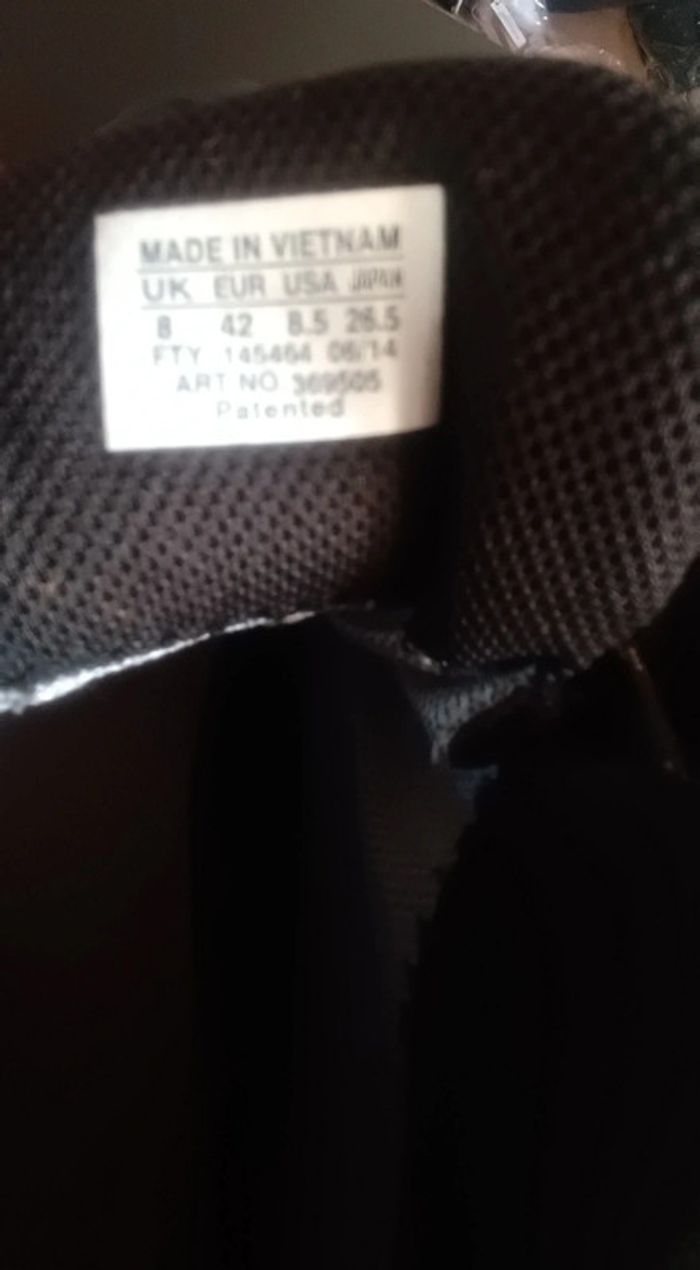 MADE IN VIETNAM
UK EUR USA JAPAN
8 42 8.5 26.5
FTY 145464 06/14
ART NO 369505
Patented